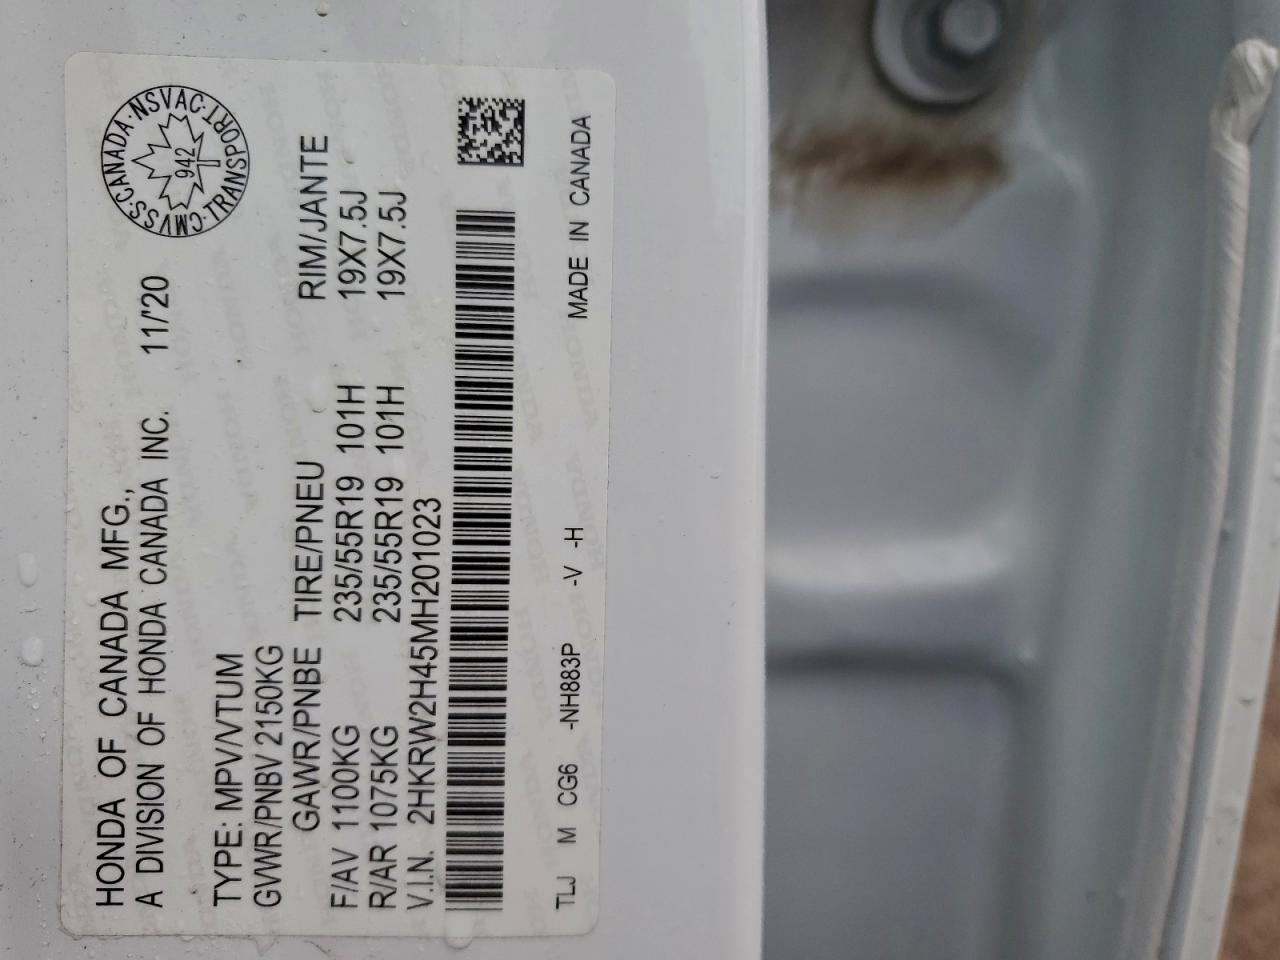 HONDA OF CANADA MFG.,
A DIVISION OF HONDA CANADA INC. 11/'20
CANADA·NSVAC·TRANSPORT·CMVSS·
942
TYPE: MPV/VTUM
GVWR/PNBV 2150KG
GAWR/PNBE TIRE/PNEU RIM/JANTE
F/AV 1100KG 235/55R19 101H 19X7.5J
R/AR 1075KG 235/55R19 101H 19X7.5J
V.I.N. 2HKRW2H45MH201023
TLJ M CG6 -NH883P -V -H MADE IN CANADA